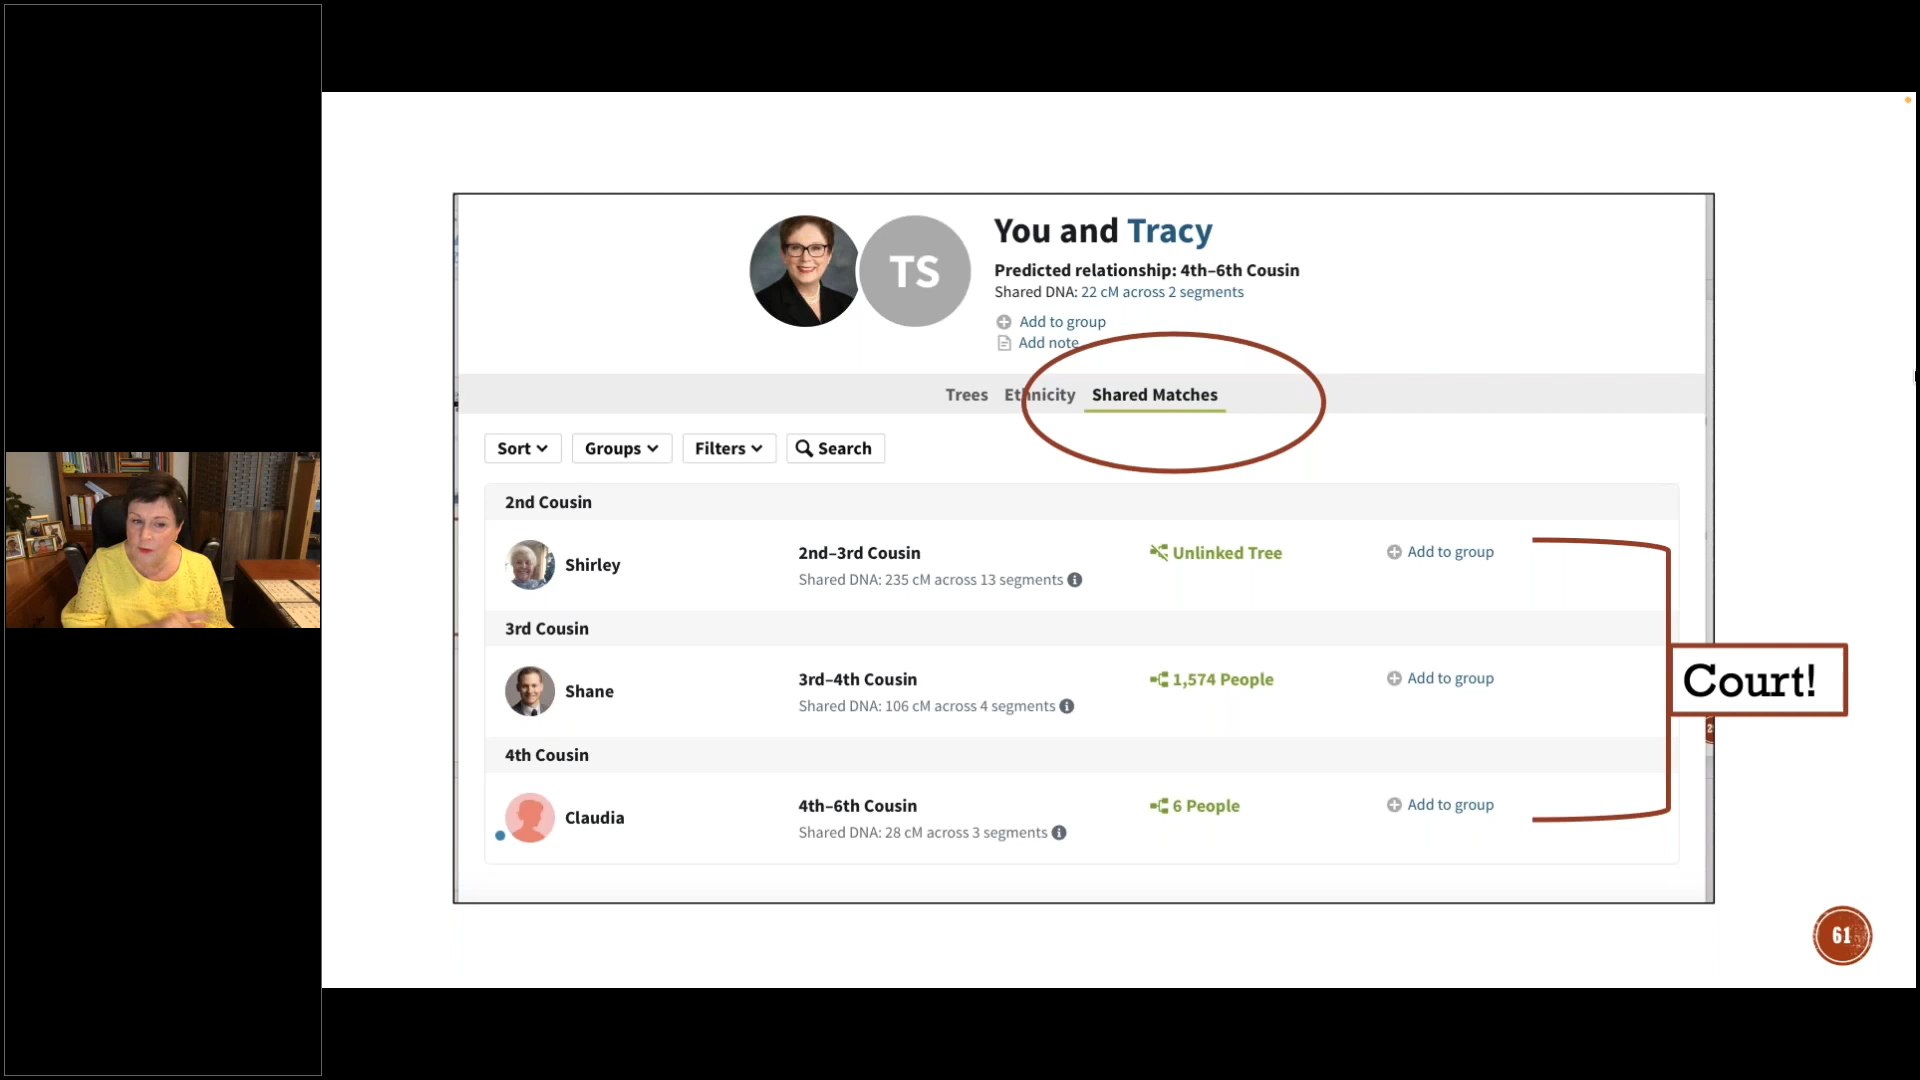 You and Tracy
TS
Predicted relationship: 4th–6th Cousin
Shared DNA: 22 cM across 2 segments
Add to group
Add note
Trees Ethnicity Shared Matches
Sort Groups Filters Search
2nd Cousin
Shirley
2nd–3rd Cousin
Shared DNA: 235 cM across 13 segments
Unlinked Tree
Add to group
3rd Cousin
Shane
3rd–4th Cousin
Shared DNA: 106 cM across 4 segments
1,574 People
Add to group
Court!
4th Cousin
Claudia
4th–6th Cousin
Shared DNA: 28 cM across 3 segments
6 People
Add to group
61